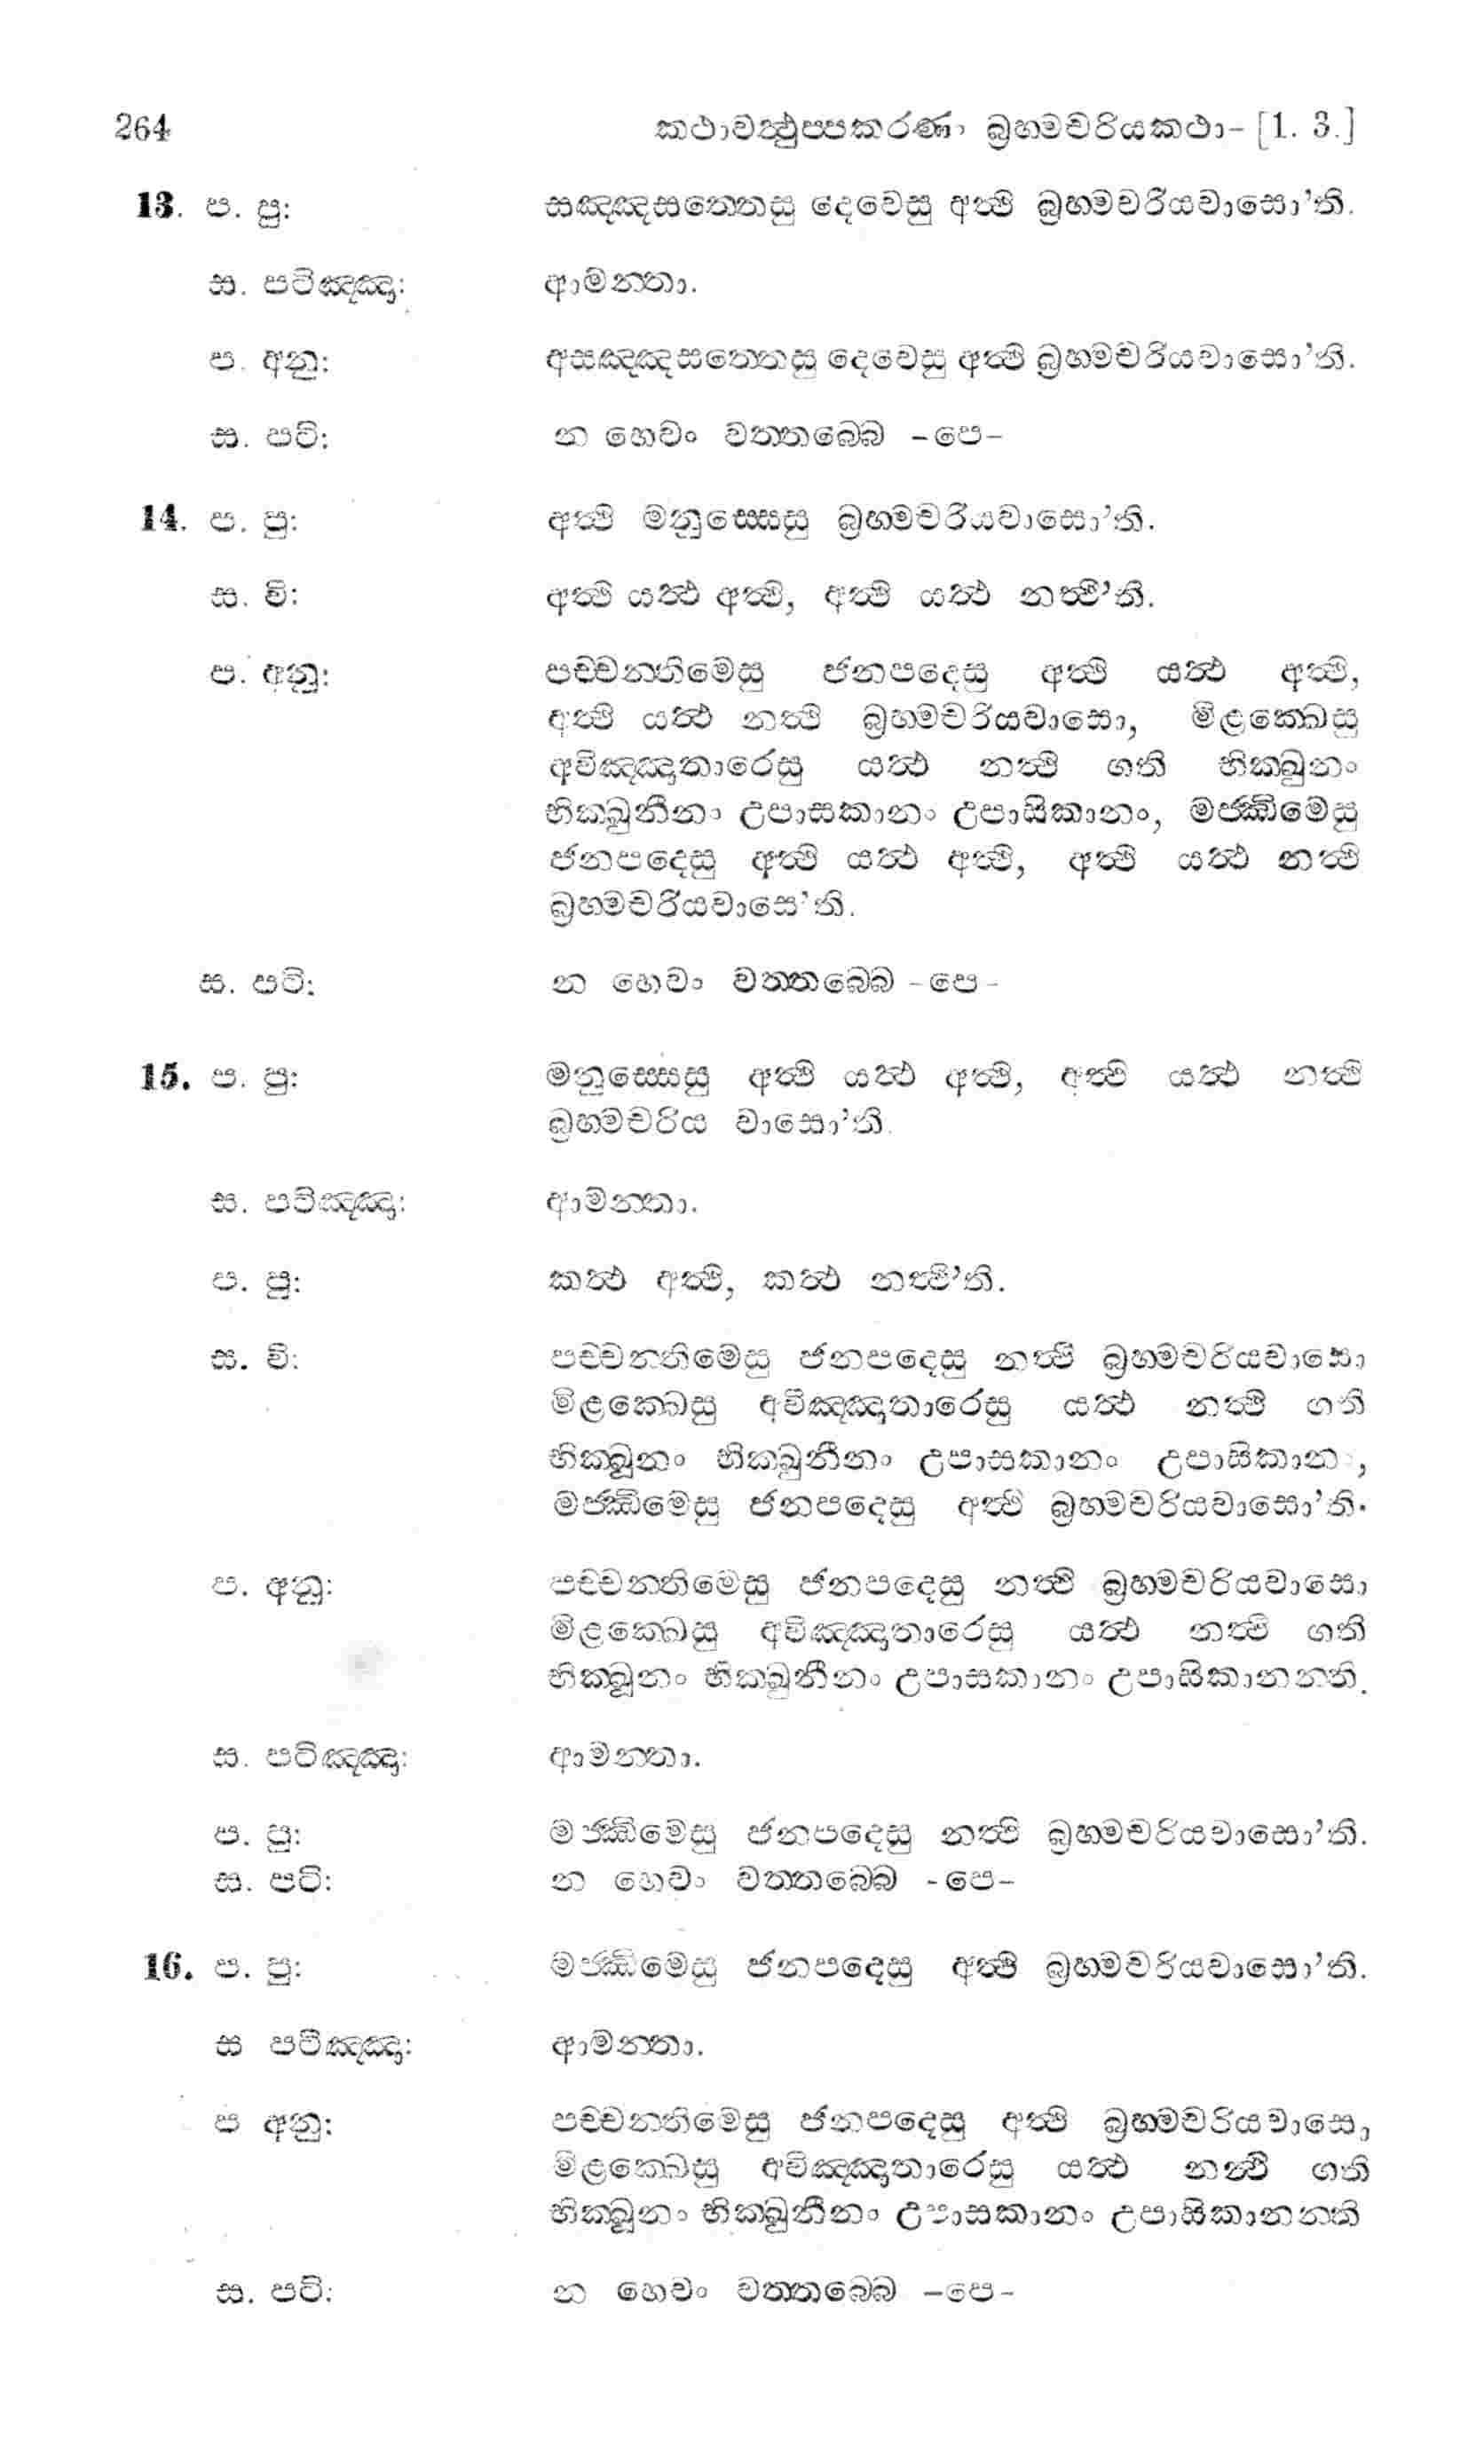 264 කථාවත්‍ථුප්පකරණං බ්‍රහ්මචරියකථා- [1. 3.]
13. ප. පු: සඤ්ඤසත්තෙසු දෙවෙසු අත්‍ථි බ්‍රහ්මචරියවාසො'ති.
ස. පටිඤ්ඤා: ආමන්තා.
ප. අනු: අසඤ්ඤසත්තෙසු දෙවෙසු අත්‍ථි බ්‍රහ්මචරියවාසො'ති.
ස. පටි: න හෙවං වත්තබ්බෙ -පෙ-
14. ප. පු: අත්‍ථි මනුස්සෙසු බ්‍රහ්මචරියවාසො'ති.
ස. වි: අත්‍ථි යත්‍ථ අත්‍ථි, අත්‍ථි යත්‍ථ නත්‍ථි'ති.
ප. අනු: පච්චන්තිමෙසු ජනපදෙසු අත්‍ථි යත්‍ථ අත්‍ථි,
අත්‍ථි යත්‍ථ නත්‍ථි බ්‍රහ්මචරියවාසො, මිළක්ඛෙසු
අවිඤ්ඤාතාරෙසු යත්‍ථ නත්‍ථි ගති භික්ඛුනං
භික්ඛුනීනං උපාසකානං උපාසිකානං, මජ්ඣිමෙසු
ජනපදෙසු අත්‍ථි යත්‍ථ අත්‍ථි, අත්‍ථි යත්‍ථ නත්‍ථි
බ්‍රහ්මචරියවාසෙ'ති.
ස. පටි: න හෙවං වත්තබ්බෙ -පෙ-
15. ප. පු: මනුස්සෙසු අත්‍ථි යත්‍ථ අත්‍ථි, අත්‍ථි යත්‍ථ නත්‍ථි
බ්‍රහ්මචරිය වාසො'ති.
ස. පටිඤ්ඤා: ආමන්තා.
ප. පු: කත්‍ථ අත්‍ථි, කත්‍ථ නත්‍ථි'ති.
ස. වි: පච්චන්තිමෙසු ජනපදෙසු නත්‍ථි බ්‍රහ්මචරියවාසො
මිළක්ඛෙසු අවිඤ්ඤාතාරෙසු යත්‍ථ නත්‍ථි ගති
භික්ඛූනං භික්ඛුනීනං උපාසකානං උපාසිකානං,
මජ්ඣිමෙසු ජනපදෙසු අත්‍ථි බ්‍රහ්මචරියවාසො'ති.
ප. අනු: පච්චන්තිමෙසු ජනපදෙසු නත්‍ථි බ්‍රහ්මචරියවාසො
මිළක්ඛෙසු අවිඤ්ඤාතාරෙසු යත්‍ථ නත්‍ථි ගති
භික්ඛූනං භික්ඛුනීනං උපාසකානං උපාසිකානන්ති.
ස. පටිඤ්ඤා: ආමන්තා.
ප. පු: මජ්ඣිමෙසු ජනපදෙසු නත්‍ථි බ්‍රහ්මචරියවාසො'ති.
ස. පටි: න හෙවං වත්තබ්බෙ -පෙ-
16. ප. පු: මජ්ඣිමෙසු ජනපදෙසු අත්‍ථි බ්‍රහ්මචරියවාසො'ති.
ස පටිඤ්ඤා: ආමන්තා.
ප අනු: පච්චන්තිමෙසු ජනපදෙසු අත්‍ථි බ්‍රහ්මචරියවාසො,
මිළක්ඛෙසු අවිඤ්ඤාතාරෙසු යත්‍ථ නත්‍ථි ගති
භික්ඛූනං භික්ඛුනීනං උපාසකානං උපාසිකානන්ති
ස. පටි: න හෙවං වත්තබ්බෙ -පෙ-